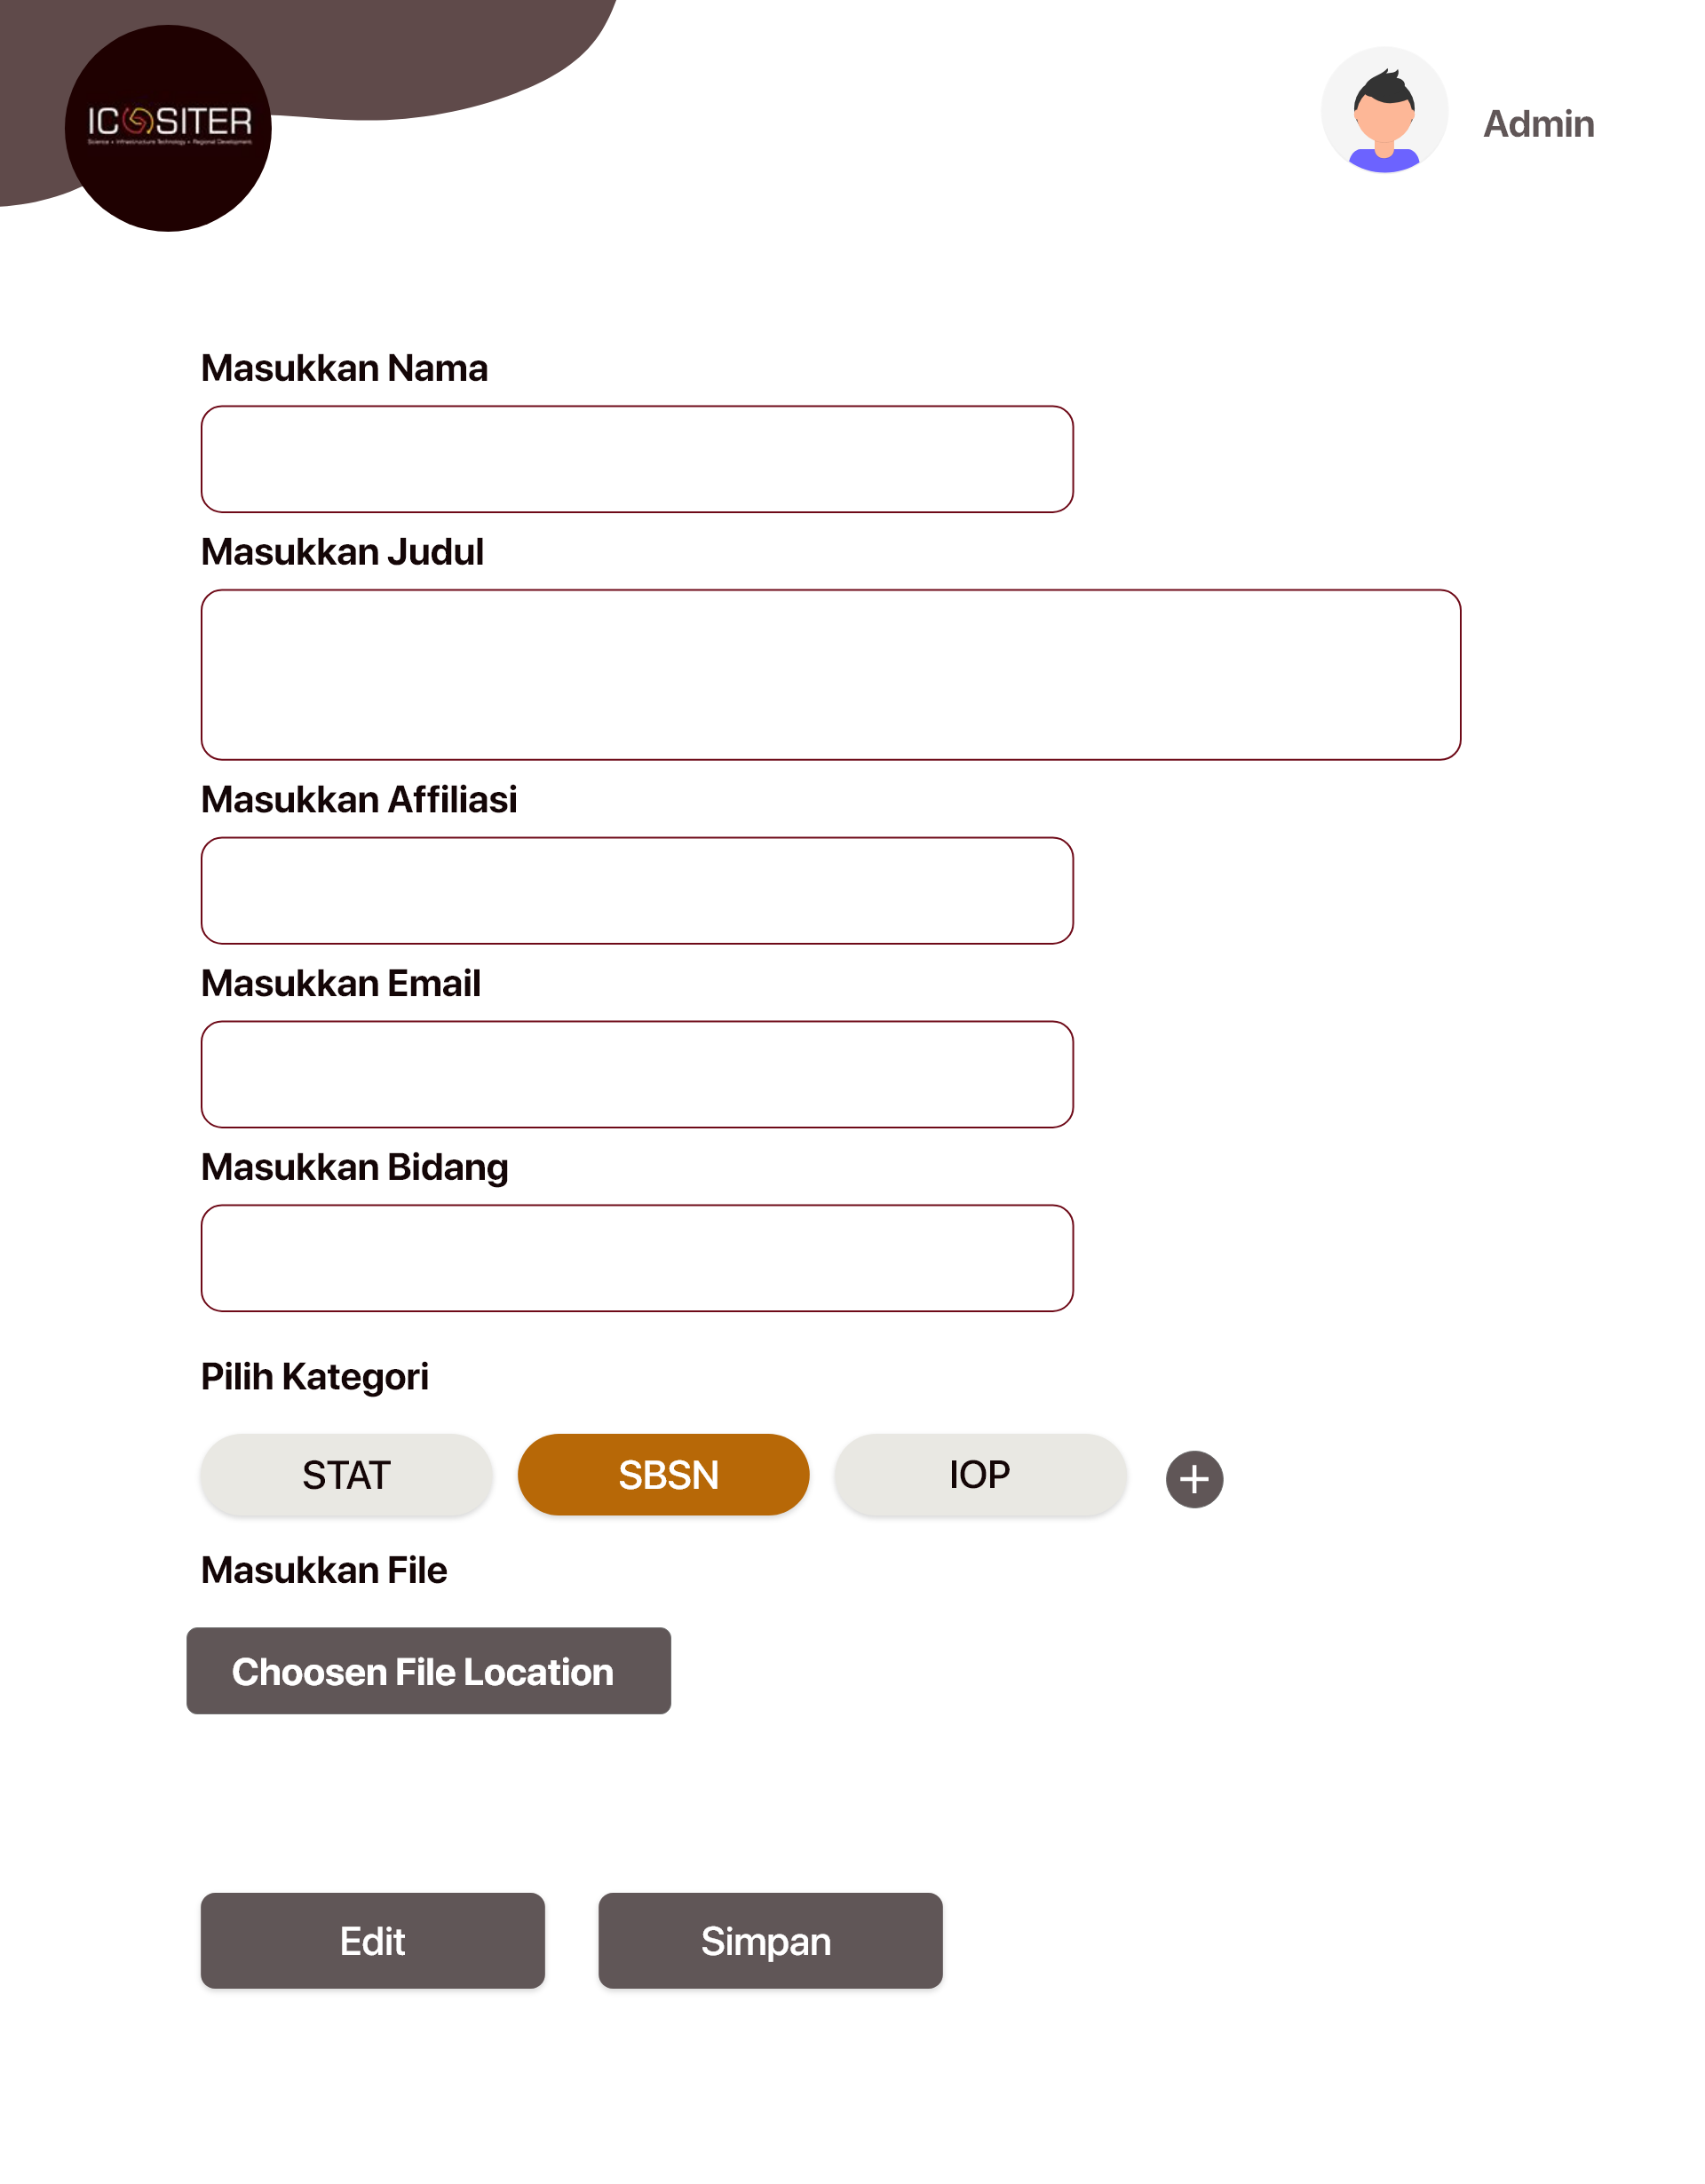 ICOSITER
Science • Infrastructure Technology • Regional Development
Admin
Masukkan Nama
Masukkan Judul
Masukkan Affiliasi
Masukkan Email
Masukkan Bidang
Pilih Kategori
STAT
SBSN
IOP
+
Masukkan File
Choosen File Location
Edit
Simpan